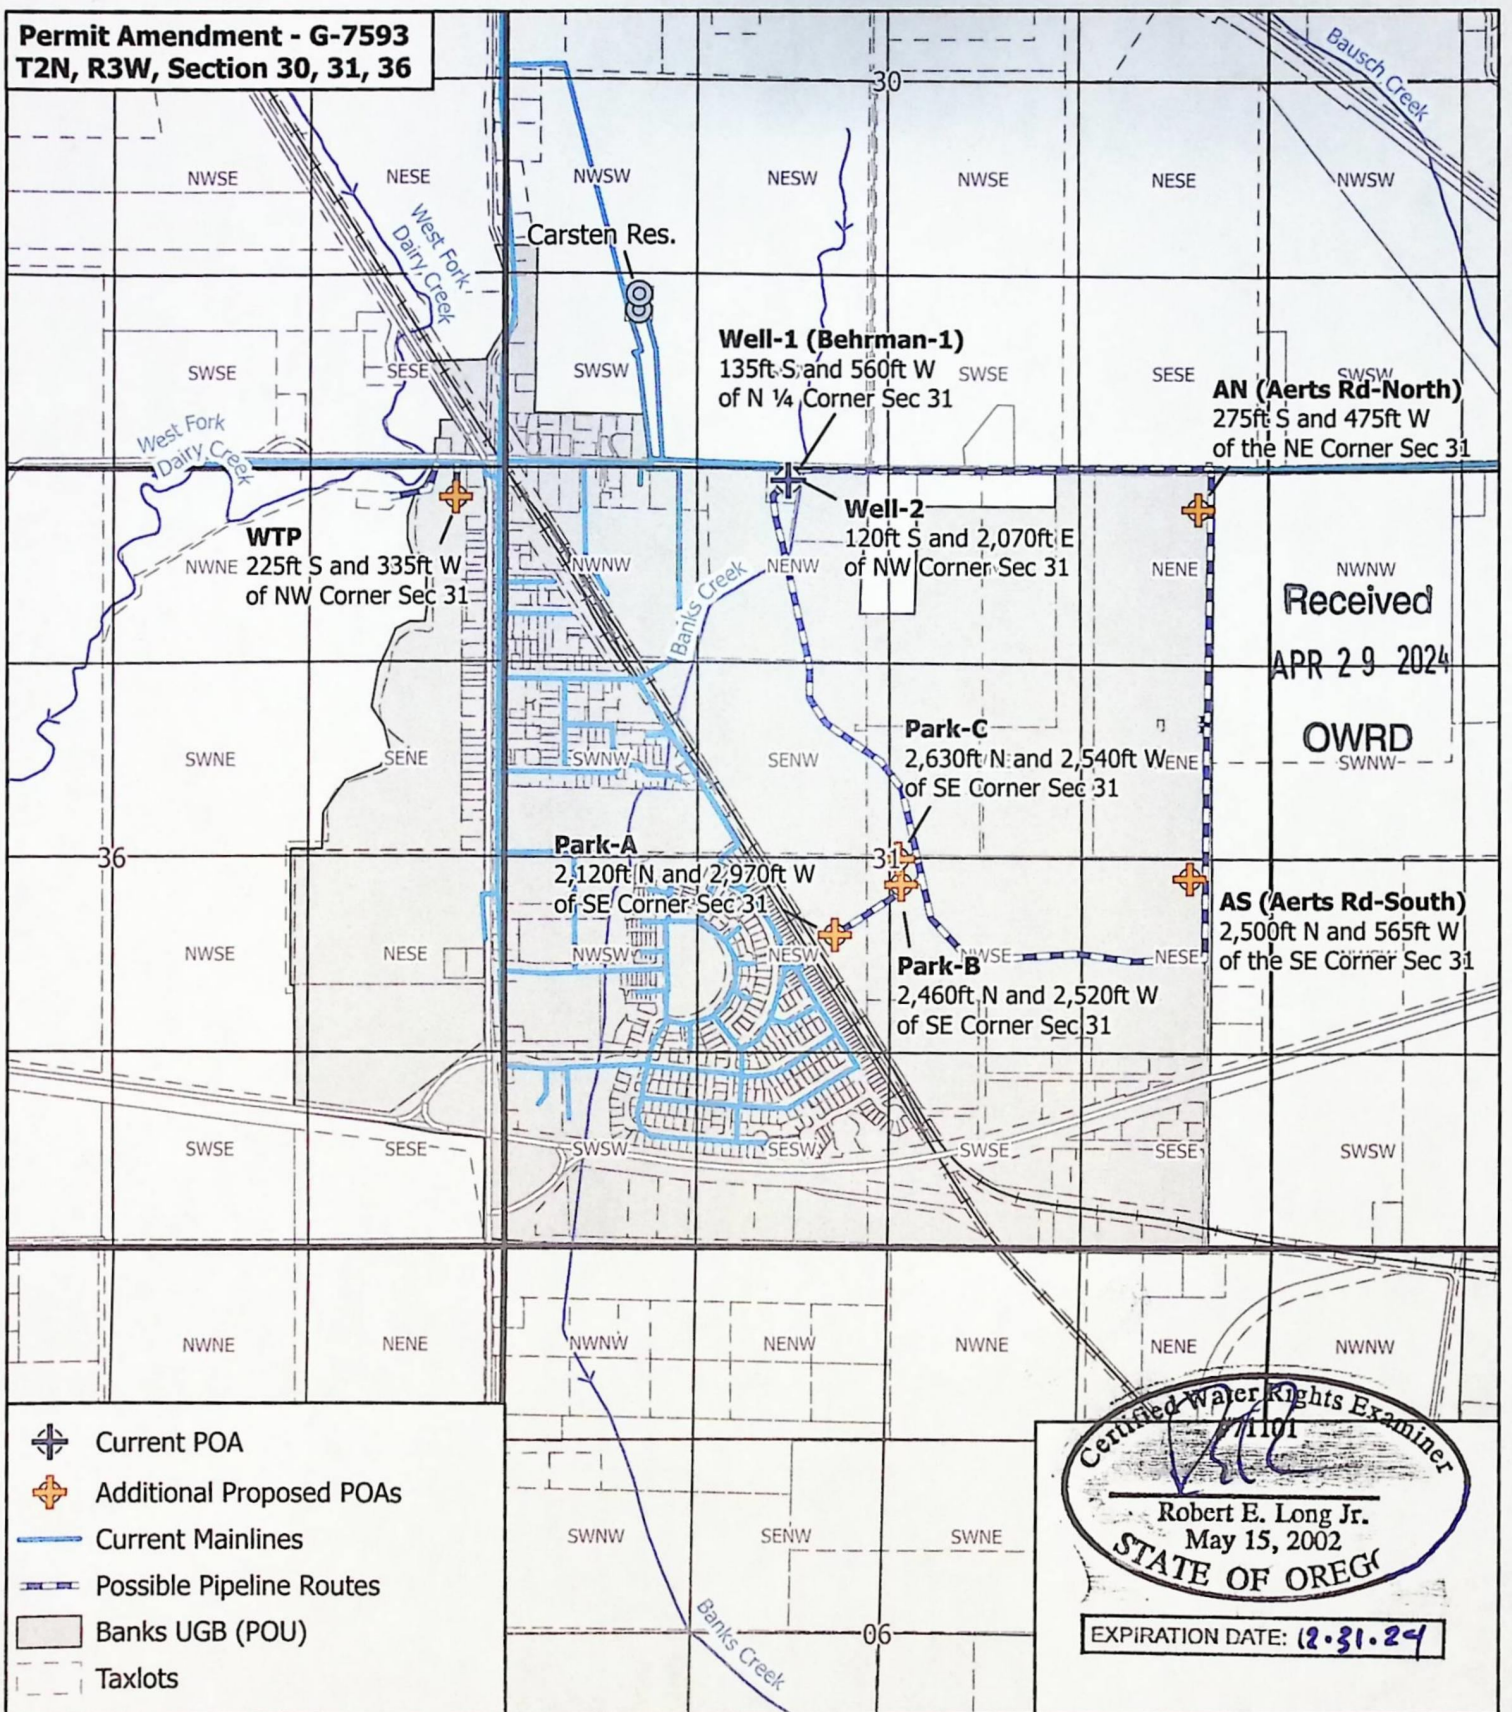 Permit Amendment - G-7593
T2N, R3W, Section 30, 31, 36
30
Bausch Creek
NWSE
NESE
NWSW
NESW
NWSE
NESE
NWSW
West Fork
Dairy Creek
Carsten Res.
SWSE
SESE
SWSW
Well-1 (Behrman-1)
135ft S and 560ft W
of N ¼ Corner Sec 31
SWSE
SESE
SWSW
AN (Aerts Rd-North)
275ft S and 475ft W
of the NE Corner Sec 31
West Fork
Dairy Creek
WTP
225ft S and 335ft W
of NW Corner Sec 31
NWNE
NWNW
NENW
Well-2
120ft S and 2,070ft E
of NW Corner Sec 31
NENE
NWNW
Received
APR 29 2024
OWRD
Banks Creek
SWNE
SENE
SWNW
SENW
Park-C
2,630ft N and 2,540ft W
of SE Corner Sec 31
ENE
SWNW
36
31
Park-A
2,120ft N and 2,970ft W
of SE Corner Sec 31
AS (Aerts Rd-South)
2,500ft N and 565ft W
of the SE Corner Sec 31
NWSE
NESE
NWSW
NESW
NWSE
NESE
Park-B
2,460ft N and 2,520ft W
of SE Corner Sec 31
SWSE
SESE
SWSW
SESW
SWSE
SESE
SWSW
NWNE
NENE
NWNW
NENW
NWNE
NENE
NWNW
SWNW
SENW
SWNE
06
Banks Creek
Current POA
Additional Proposed POAs
Current Mainlines
Possible Pipeline Routes
Banks UGB (POU)
Taxlots
Certified Water Rights Examiner
71101
Robert E. Long Jr.
May 15, 2002
STATE OF OREG
EXPIRATION DATE: 12.31.24